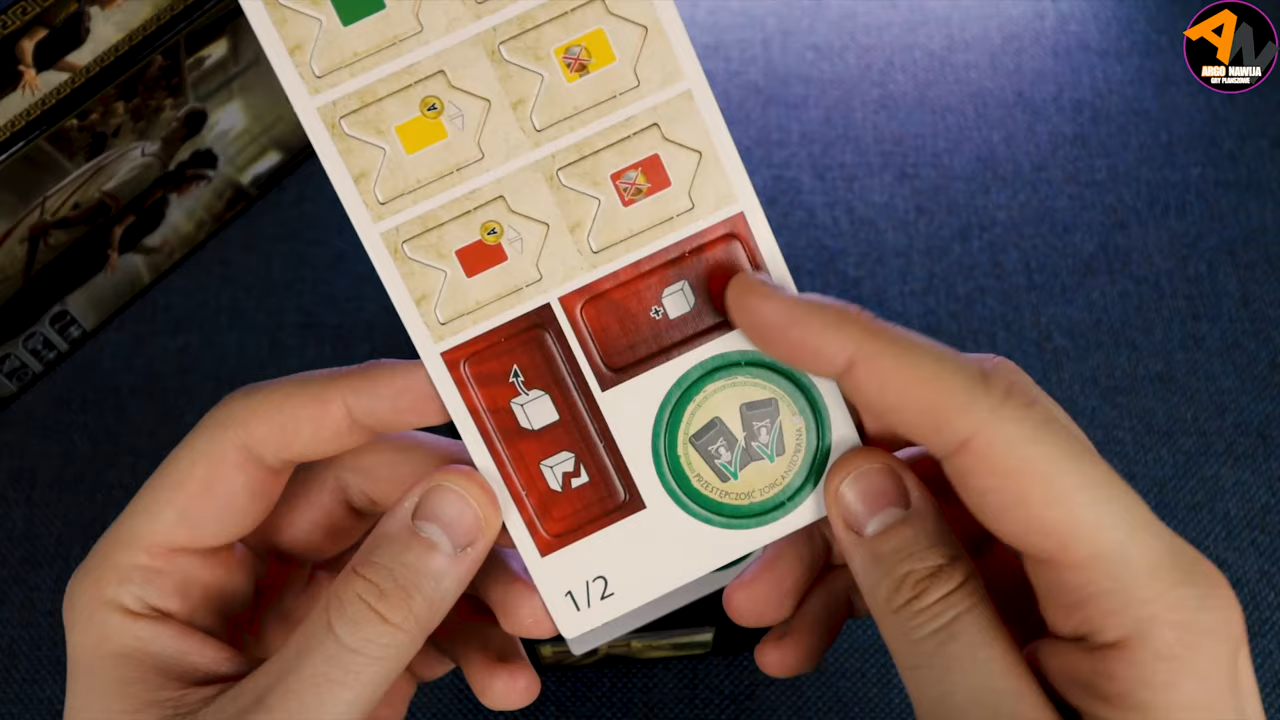 ARGO NAWIJA
GRY PLANSZOWE
A
A
PRZESTĘPCZOŚĆ ZORGANIZOWANA
1/2